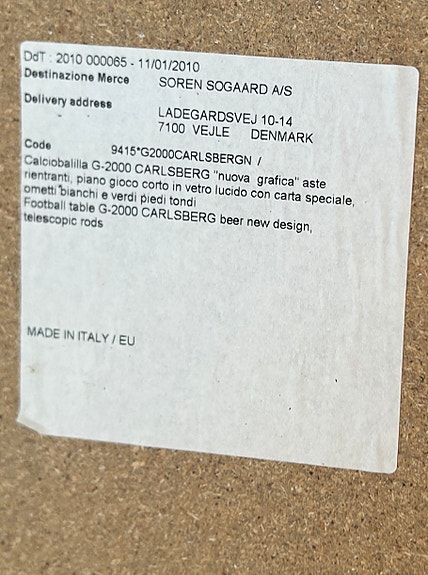 DdT : 2010 000065 - 11/01/2010
Destinazione Merce SOREN SOGAARD A/S
Delivery address
LADEGARDSVEJ 10-14
7100 VEJLE DENMARK
Code 9415*G2000CARLSBERGN /
Calciobalilla G-2000 CARLSBERG "nuova grafica" aste
rientranti, piano gioco corto in vetro lucido con carta speciale,
ometti bianchi e verdi piedi tondi
Football table G-2000 CARLSBERG beer new design,
telescopic rods
MADE IN ITALY / EU